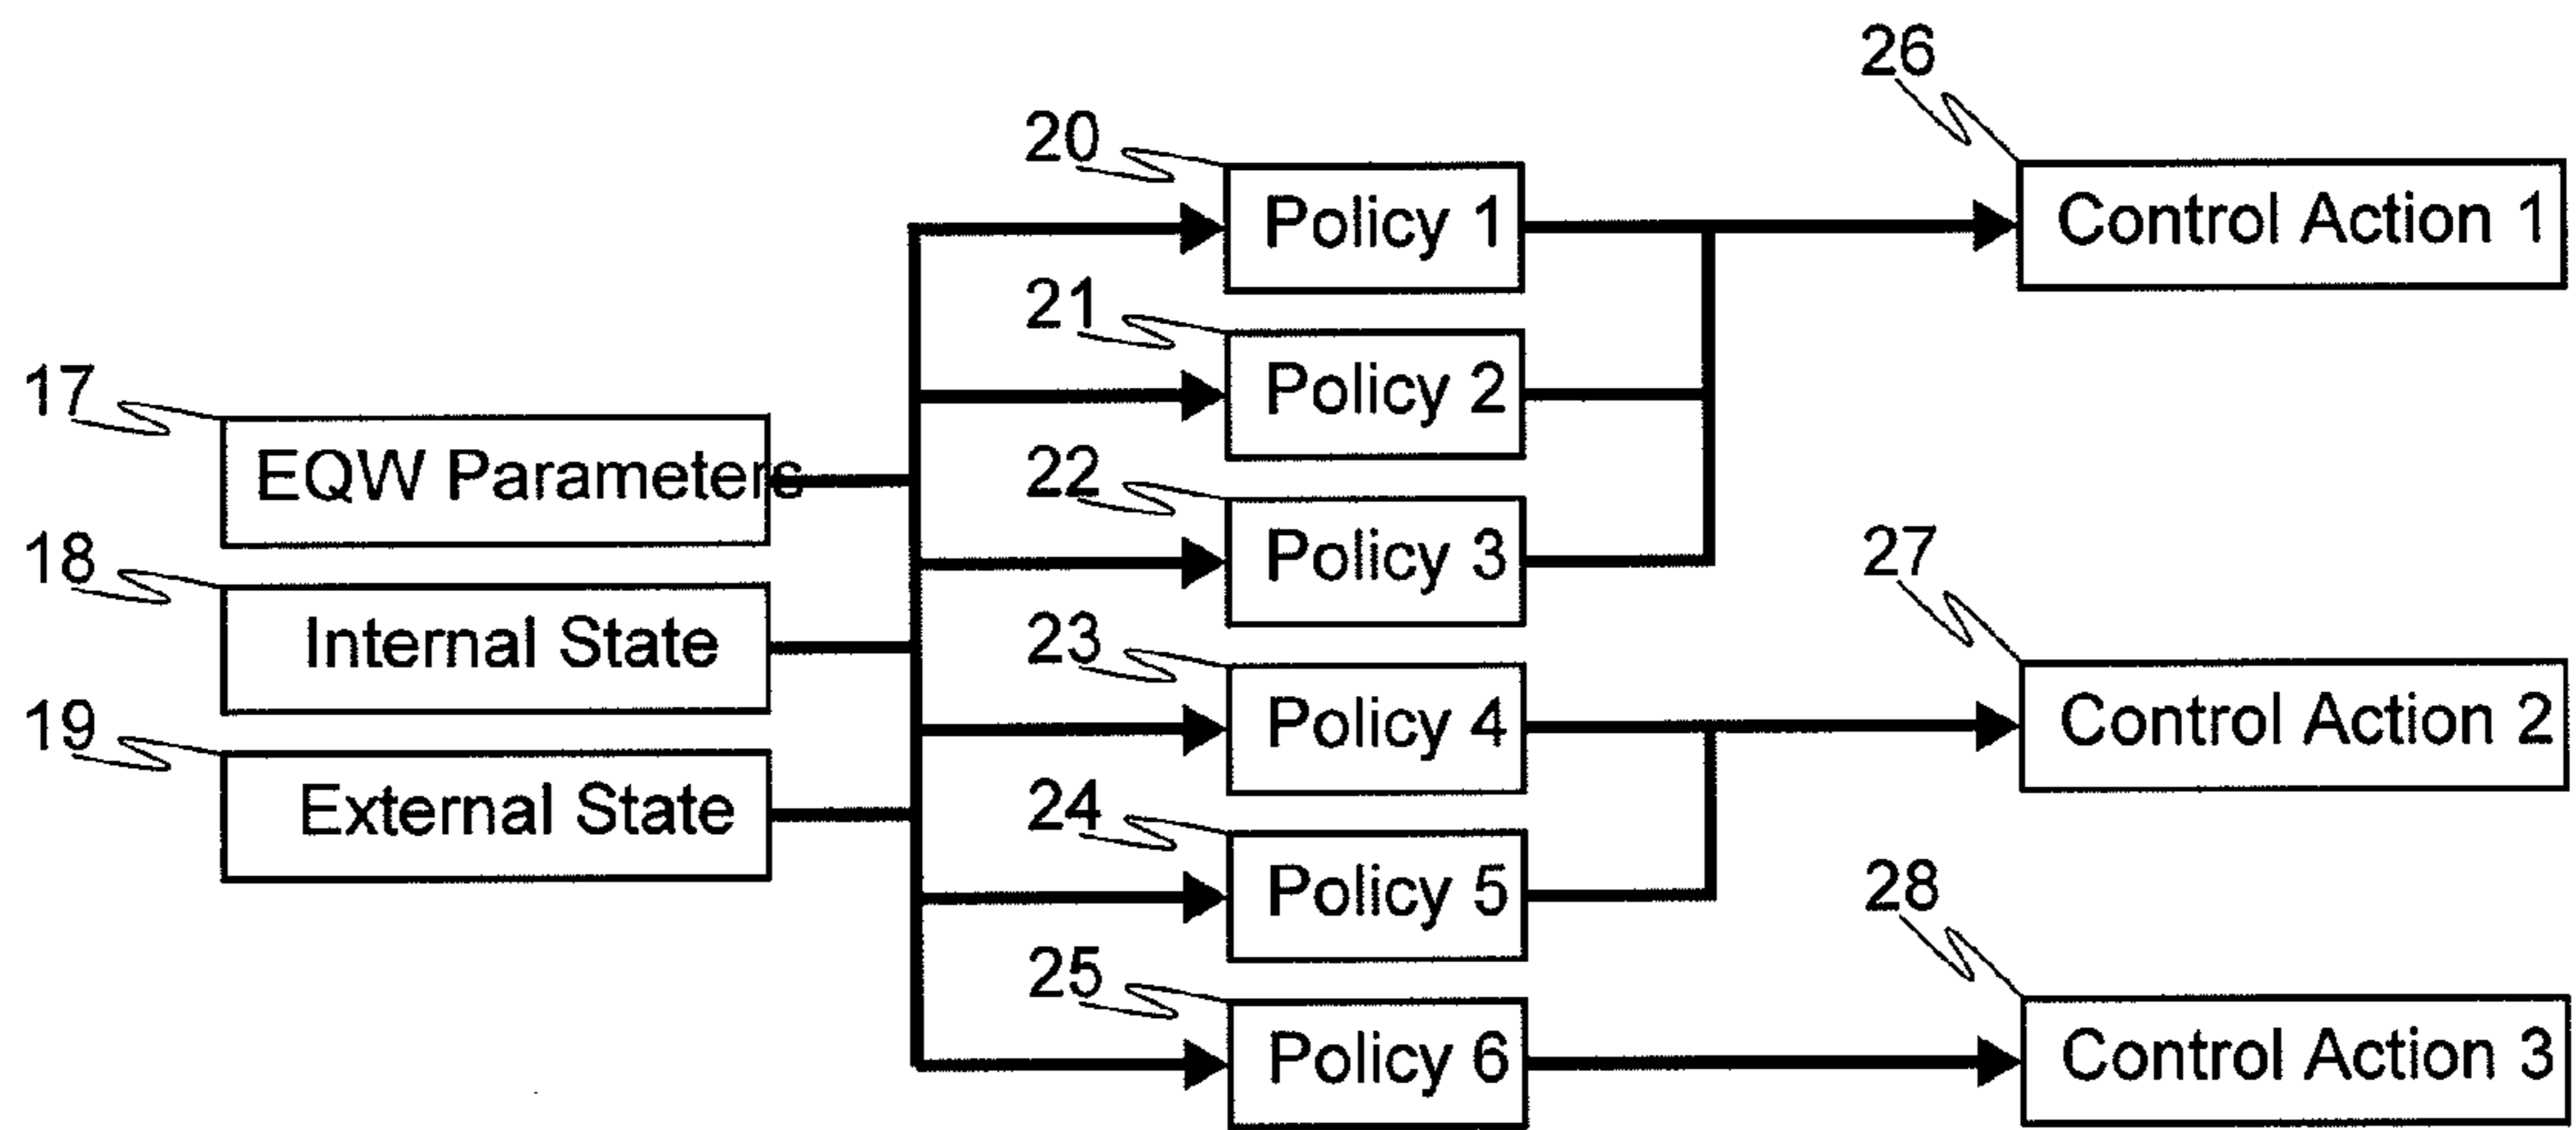 26
20
Policy 1
Control Action 1
21
Policy 2
17
EQW Parameters
22
Policy 3
18
Internal State
23
Policy 4
27
Control Action 2
19
External State
24
Policy 5
28
25
Policy 6
Control Action 3